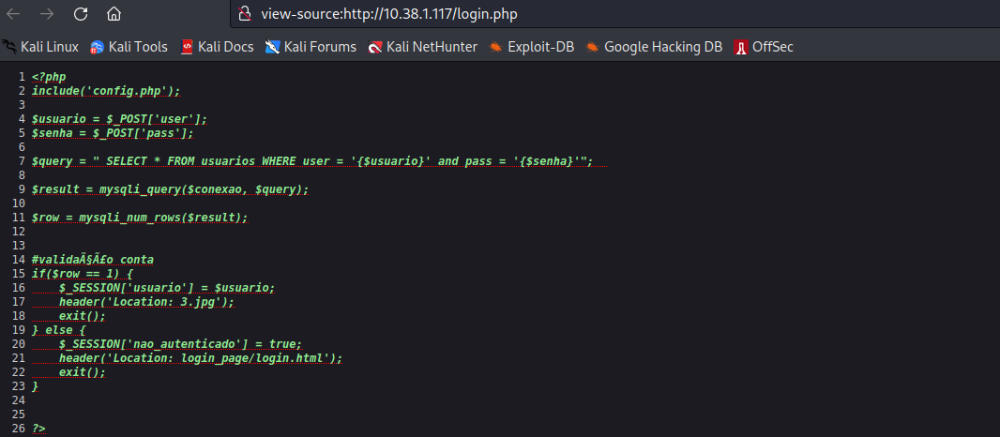 view-source:http://10.38.1.117/login.php
Kali Linux Kali Tools Kali Docs Kali Forums Kali NetHunter Exploit-DB Google Hacking DB OffSec
1 <?php
2 include('config.php');
3
4 $usuario = $_POST['user'];
5 $senha = $_POST['pass'];
6
7 $query = " SELECT * FROM usuarios WHERE user = '{$usuario}' and pass = '{$senha}'";
8
9 $result = mysqli_query($conexao, $query);
10
11 $row = mysqli_num_rows($result);
12
13
14 #validaÃ§Ã£o conta
15 if($row == 1) {
16     $_SESSION['usuario'] = $usuario;
17     header('Location: 3.jpg');
18     exit();
19 } else {
20     $_SESSION['nao_autenticado'] = true;
21     header('Location: login_page/login.html');
22     exit();
23 }
24
25
26 ?>